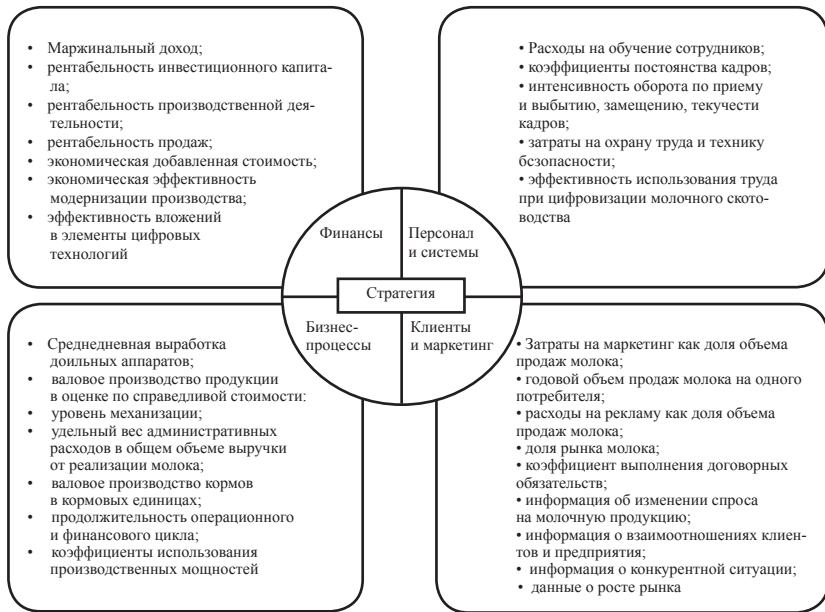 • Маржинальный доход;
• рентабельность инвестиционного капита-
ла;
• рентабельность производственной дея-
тельности;
• рентабельность продаж;
• экономическая добавленная стоимость;
• экономическая эффективность
модернизации производства;
• эффективность вложений
в элементы цифровых
технологий
• Расходы на обучение сотрудников;
• коэффициенты постоянства кадров;
• интенсивность оборота по приему
и выбытию, замещению, текучести
кадров;
• затраты на охрану труда и технику
бсзопасности;
• эффективность использования труда
при цифровизации молочного ското-
водства
Финансы
Персонал
и системы
Стратегия
Бизнес-
процессы
Клиенты
и маркетинг
• Среднедневная выработка
доильных аппаратов;
• валовое производство продукции
в оценке по справедливой стоимости:
• уровень механизации;
• удельный вес административных
расходов в общем объеме выручки
от реализации молока;
• валовое производство кормов
в кормовых единицах;
• продолжительность операционного
и финансового цикла;
• коэффициенты использования
производственных мощностей
• Затраты на маркетинг как доля объема
продаж молока;
• годовой объем продаж молока на одного
потребителя;
• расходы на рекламу как доля объема
продаж молока;
• доля рынка молока;
• коэффициент выполнения договорных
обязательств;
• информация об изменении спроса
на молочную продукцию;
• информация о взаимоотношениях клиен-
тов и предприятия;
• информация о конкурентной ситуации;
• данные о росте рынка